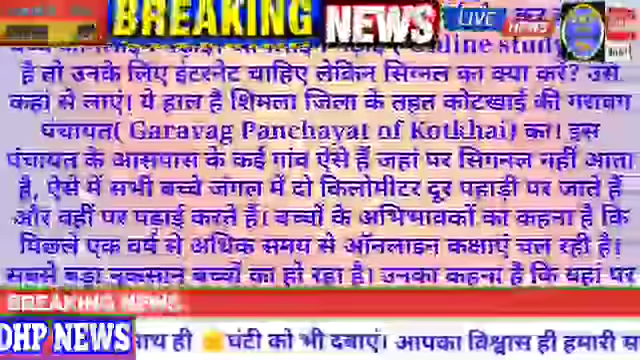 BREAKING NEWS LIVE NEWS
Online study
है तो उनके लिए इंटरनेट चाहिए लेकिन सिग्नल का क्या करें? उसे
कहां से लाएं। ये हाल है शिमला जिला के तहत कोटखाई की गरावग
पंचायत( Garavag Panchayat of Kotkhai) का। इस
पंचायत के आसपास के कई गांव ऐसे हैं जहां पर सिगनल नहीं आता
है, ऐसे में सभी बच्चे जंगल में दो किलोमीटर दूर पहाड़ी पर जाते हैं
और वहीं पर पढ़ाई करते हैं। बच्चों के अभिभावकों का कहना है कि
पिछले एक वर्ष से अधिक समय से ऑनलाइन कक्षाएं चल रही है।
सबसे बड़ा नुकसान बच्चों का हो रहा है। उनका कहना है कि यहां पर
BREAKING NEWS
DHP NEWS साथ ही 👈घंटी को भी दबाएं। आपका विश्वास ही हमारी